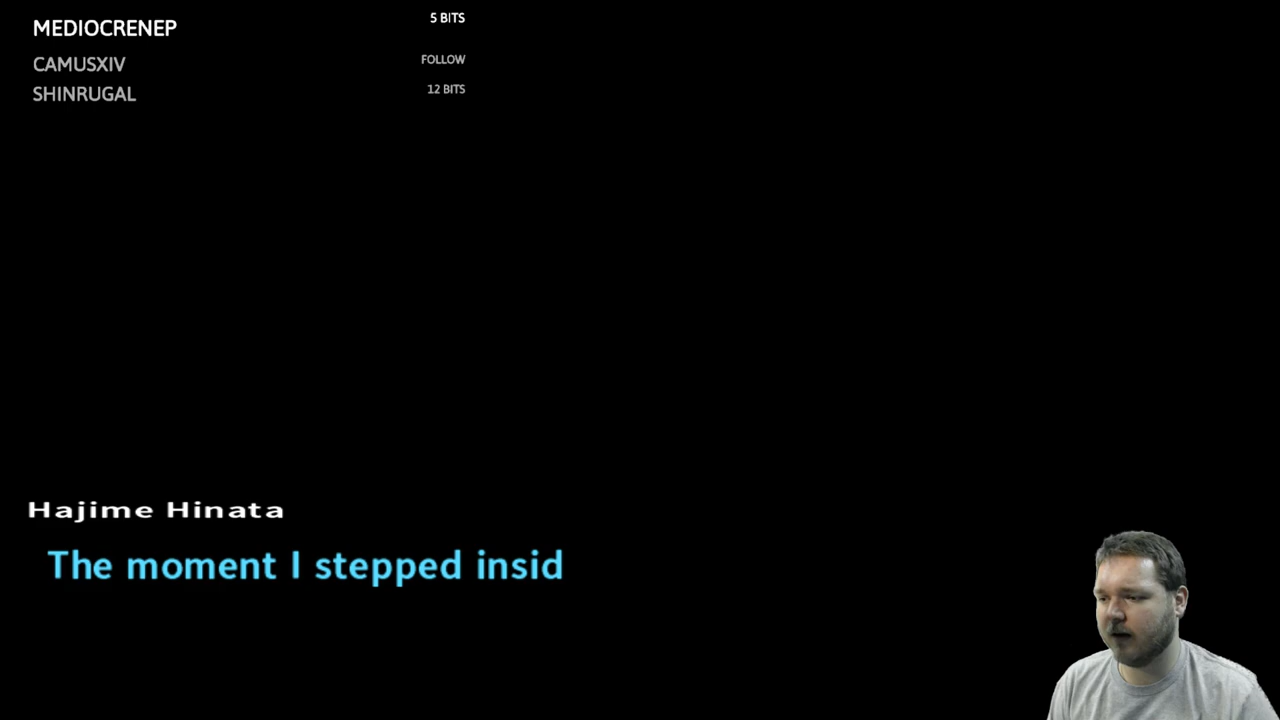 MEDIOCRENEP 5 BITS
CAMUSXIV FOLLOW
SHINRUGAL 12 BITS
Hajime Hinata
The moment I stepped insid